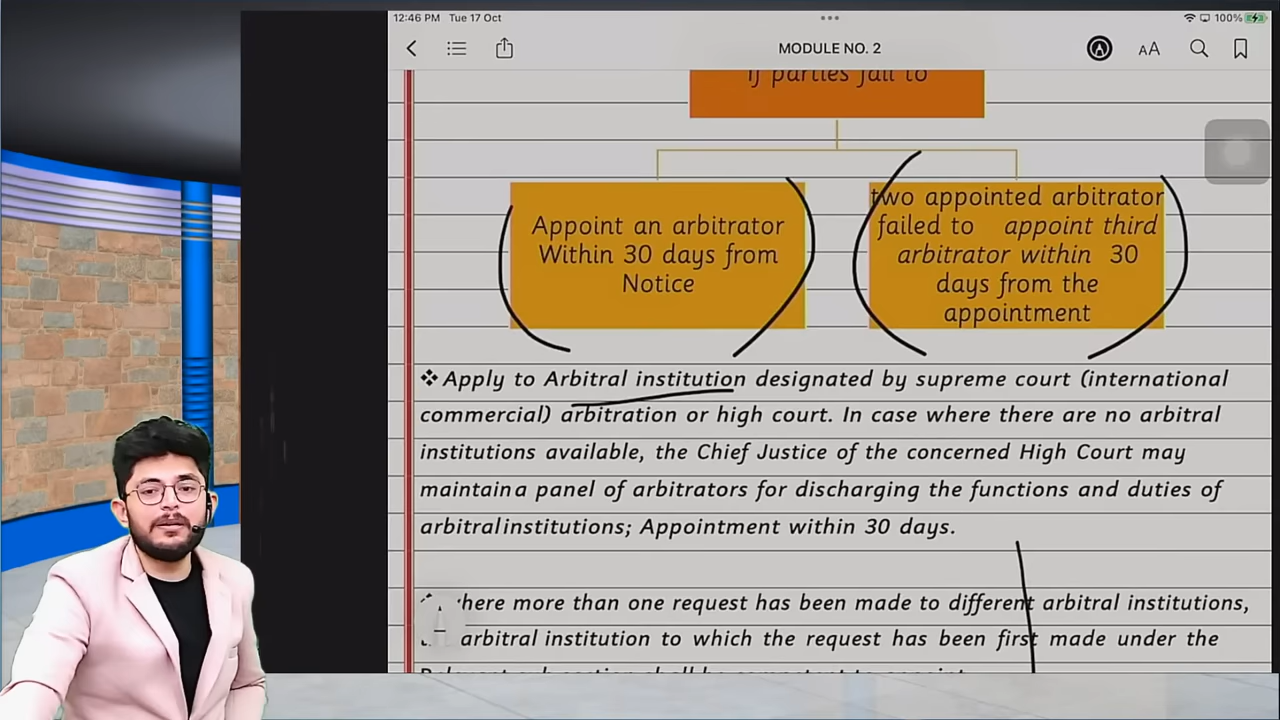 12:46 PM Tue 17 Oct
100%
MODULE NO. 2
AA
if parties fail to
Appoint an arbitrator
Within 30 days from
Notice
two appointed arbitrator
failed to appoint third
arbitrator within 30
days from the
appointment
❖Apply to Arbitral institution designated by supreme court (international
commercial) arbitration or high court. In case where there are no arbitral
institutions available, the Chief Justice of the concerned High Court may
maintain a panel of arbitrators for discharging the functions and duties of
arbitral institutions; Appointment within 30 days.
here more than one request has been made to different arbitral institutions,
arbitral institution to which the request has been first made under the